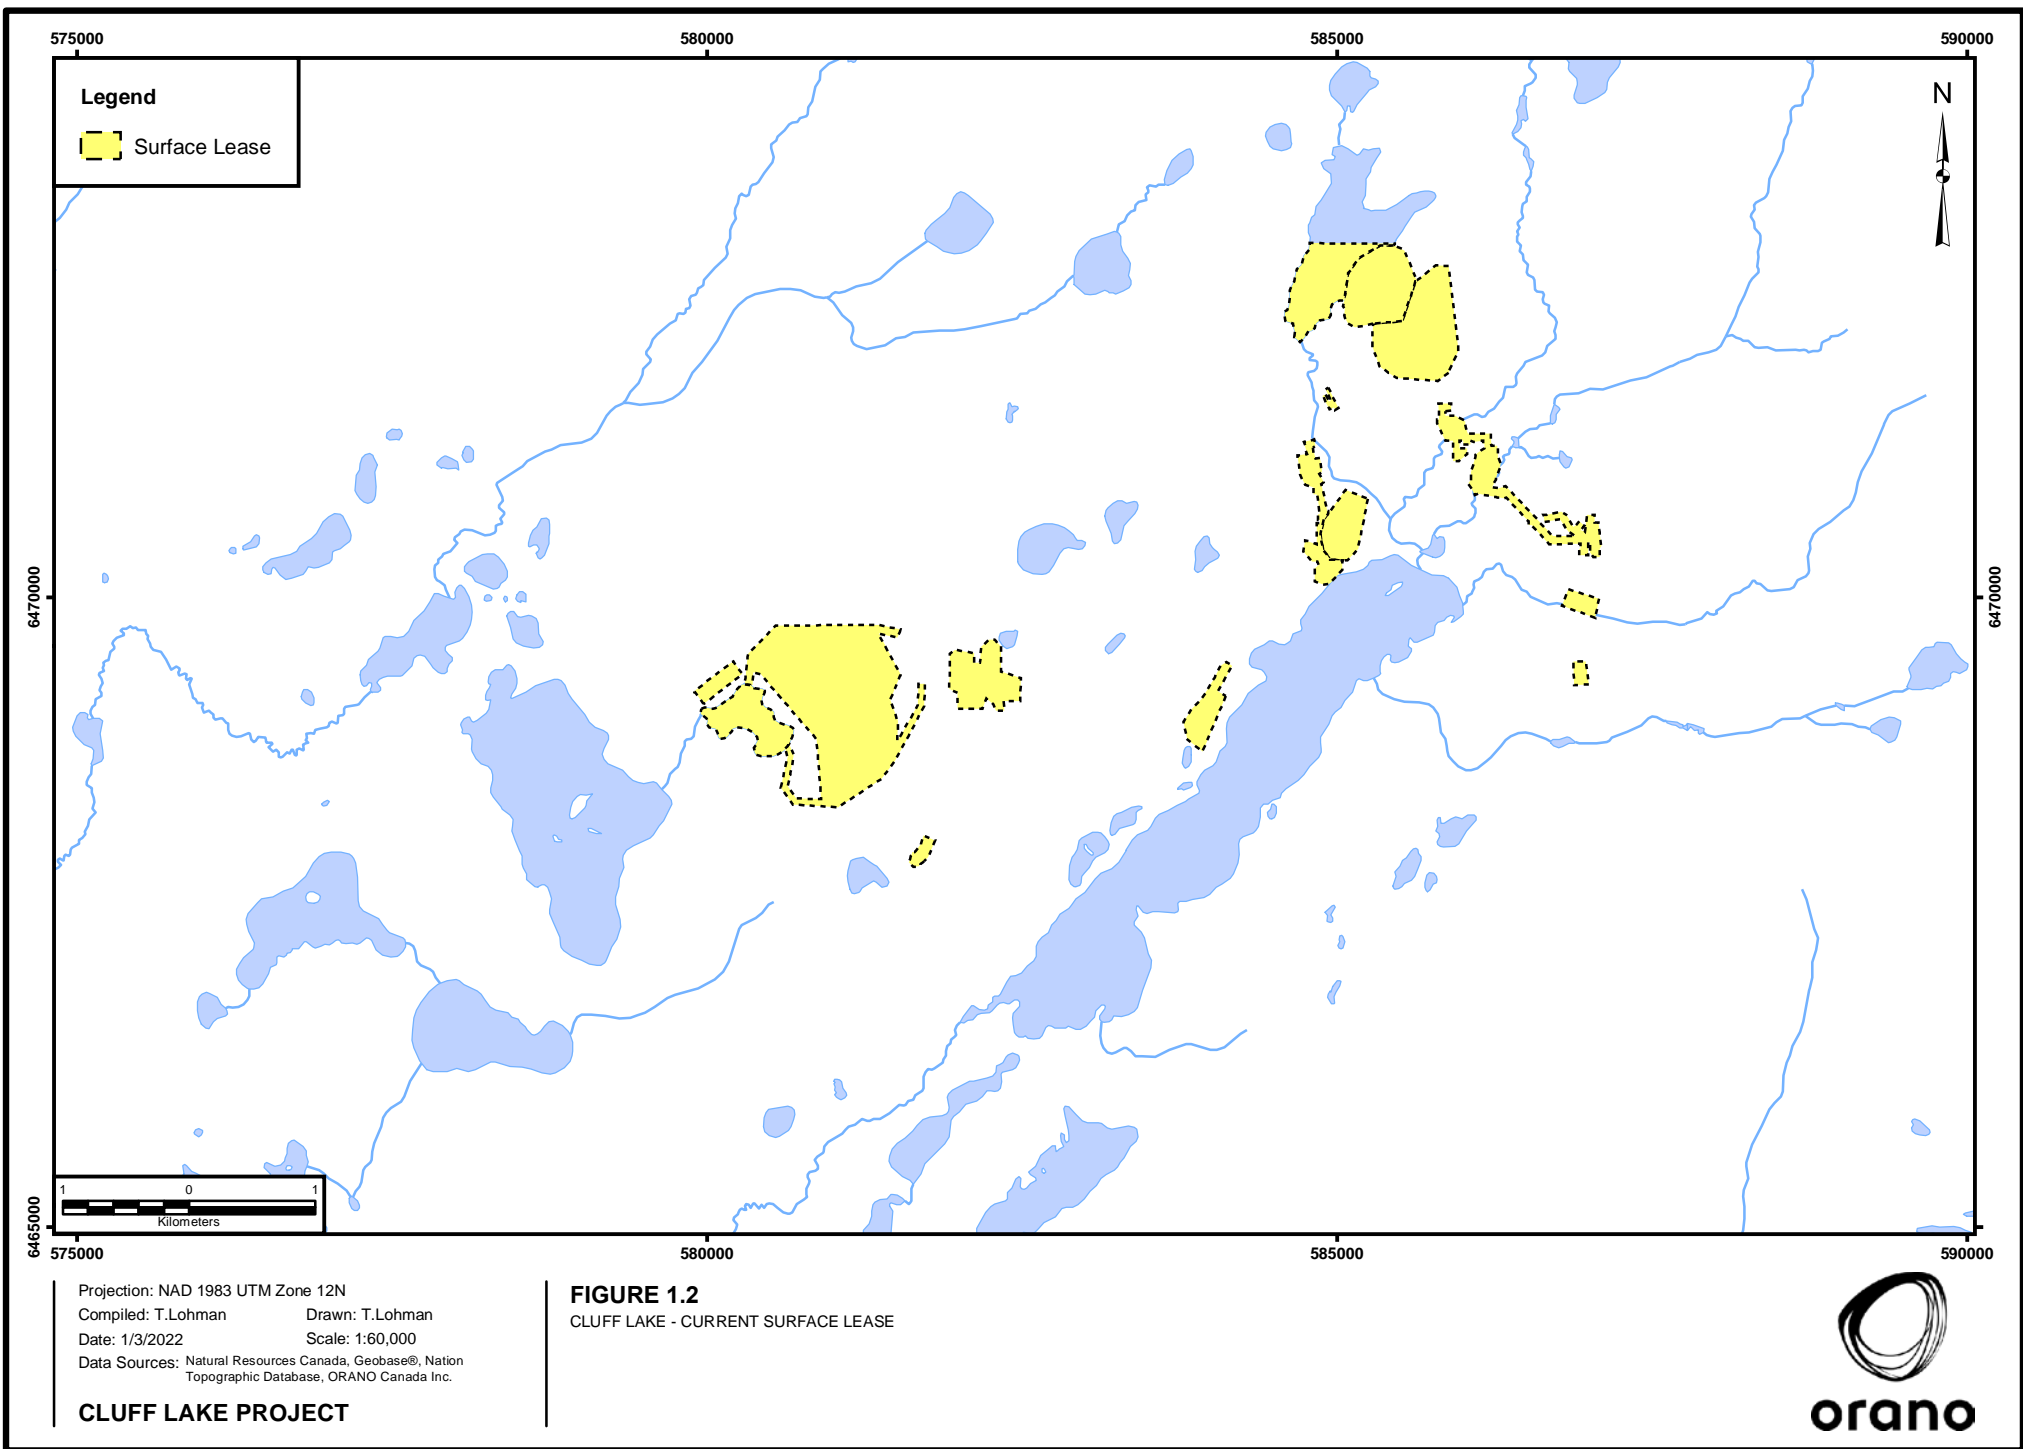 575000
580000
585000
590000
Legend
Surface Lease
N
6470000
6470000
6465000
1 0 1
Kilometers
575000
580000
585000
590000
Projection: NAD 1983 UTM Zone 12N
Compiled: T.Lohman Drawn: T.Lohman
Date: 1/3/2022 Scale: 1:60,000
Data Sources: Natural Resources Canada, Geobase®, Nation
Topographic Database, ORANO Canada Inc.
CLUFF LAKE PROJECT
FIGURE 1.2
CLUFF LAKE - CURRENT SURFACE LEASE
orano